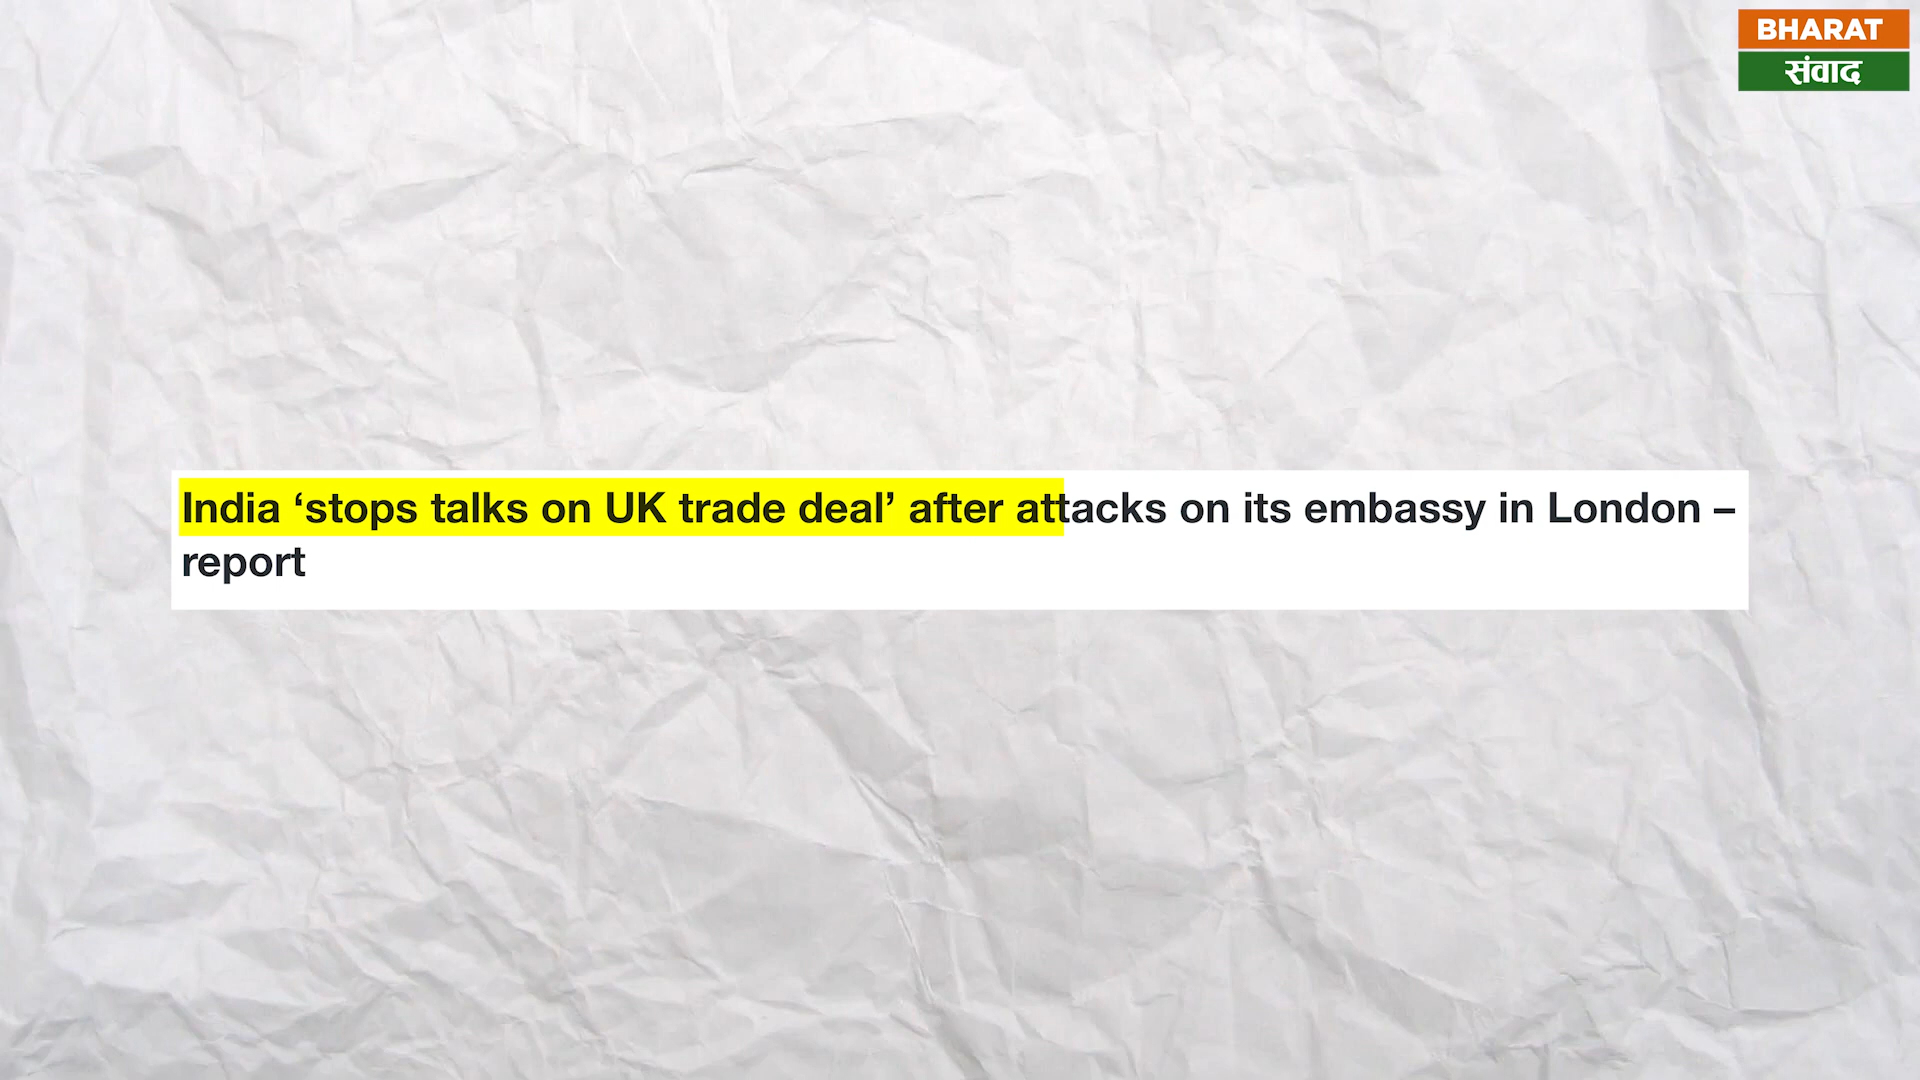 BHARAT
संवाद
India ‘stops talks on UK trade deal’ after attacks on its embassy in London –
report